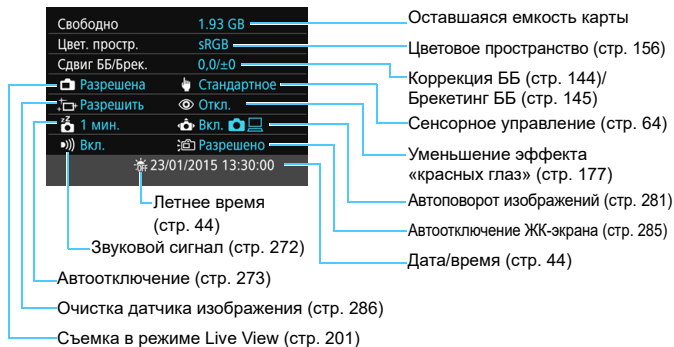 Свободно 1.93 GB
Цвет. простр. sRGB
Сдвиг ББ/Брек. 0,0/±0
Разрешена Стандартное
Разрешить Откл.
1 мин. Вкл.
Вкл. Разрешено
OFF 23/01/2015 13:30:00
Оставшаяся емкость карты
Цветовое пространство (стр. 156)
Коррекция ББ (стр. 144)/
Брекетинг ББ (стр. 145)
Сенсорное управление (стр. 64)
Уменьшение эффекта
«красных глаз» (стр. 177)
Автоповорот изображений (стр. 281)
Автоотключение ЖК-экрана (стр. 285)
Дата/время (стр. 44)
Летнее время
(стр. 44)
Звуковой сигнал (стр. 272)
Автоотключение (стр. 273)
Очистка датчика изображения (стр. 286)
Съемка в режиме Live View (стр. 201)